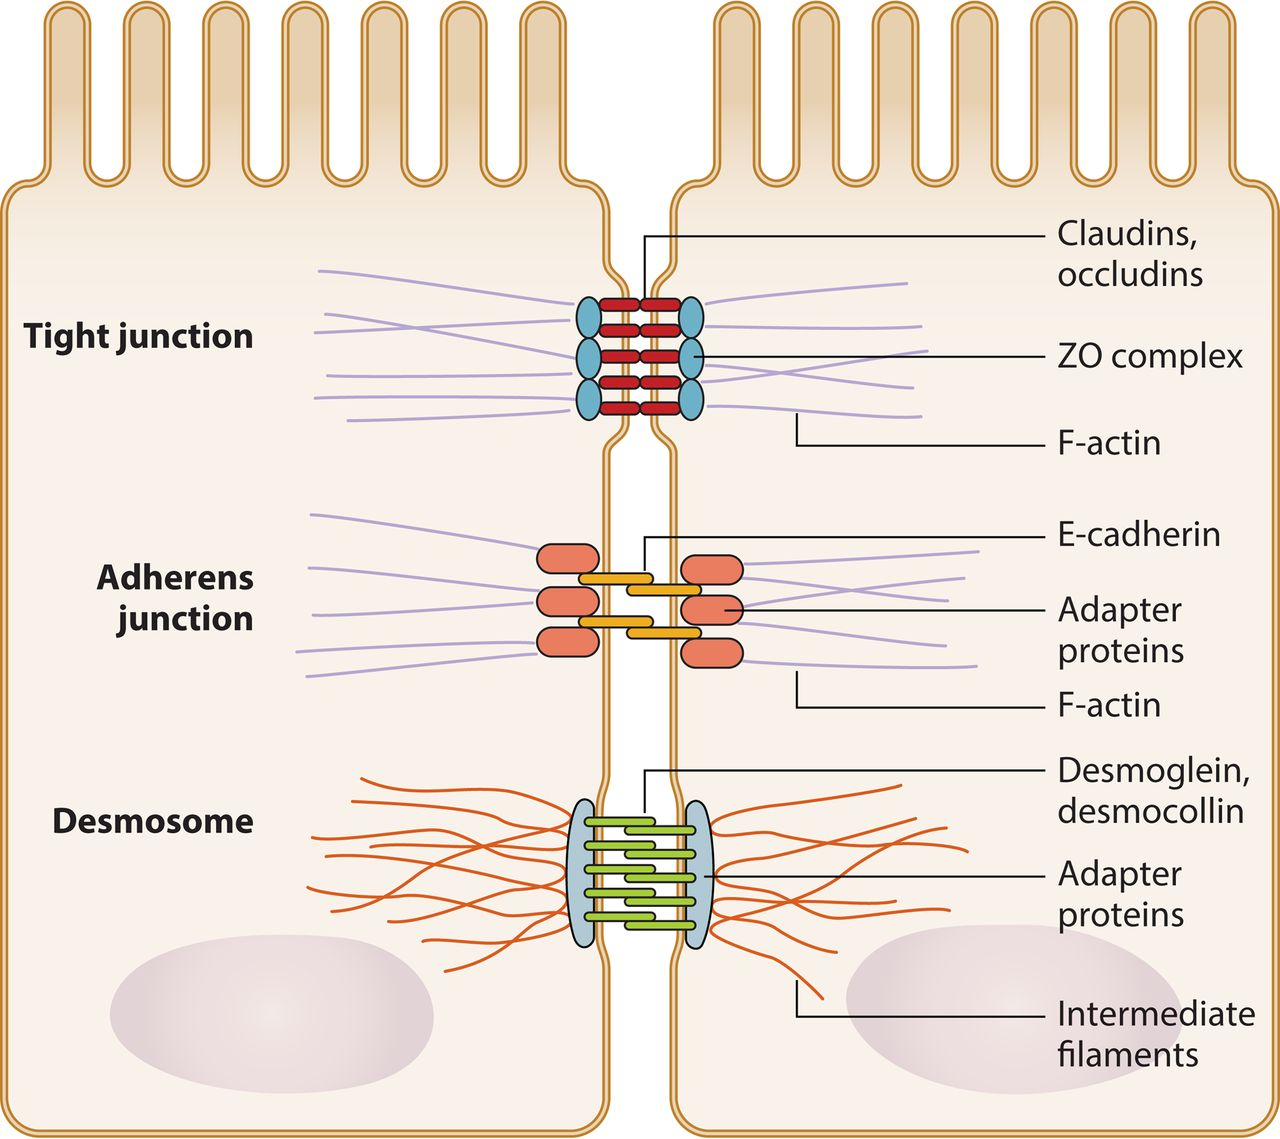 Claudins,
occludins
Tight junction
ZO complex
F-actin
E-cadherin
Adherens
junction
Adapter
proteins
F-actin
Desmoglein,
desmocollin
Desmosome
Adapter
proteins
Intermediate
filaments